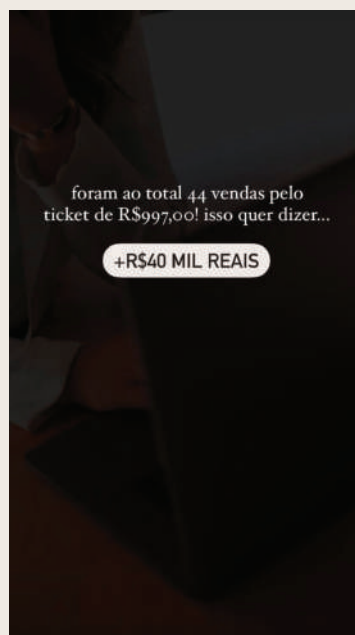 foram ao total 44 vendas pelo
ticket de R$997,00! isso quer dizer...
+R$40 MIL REAIS